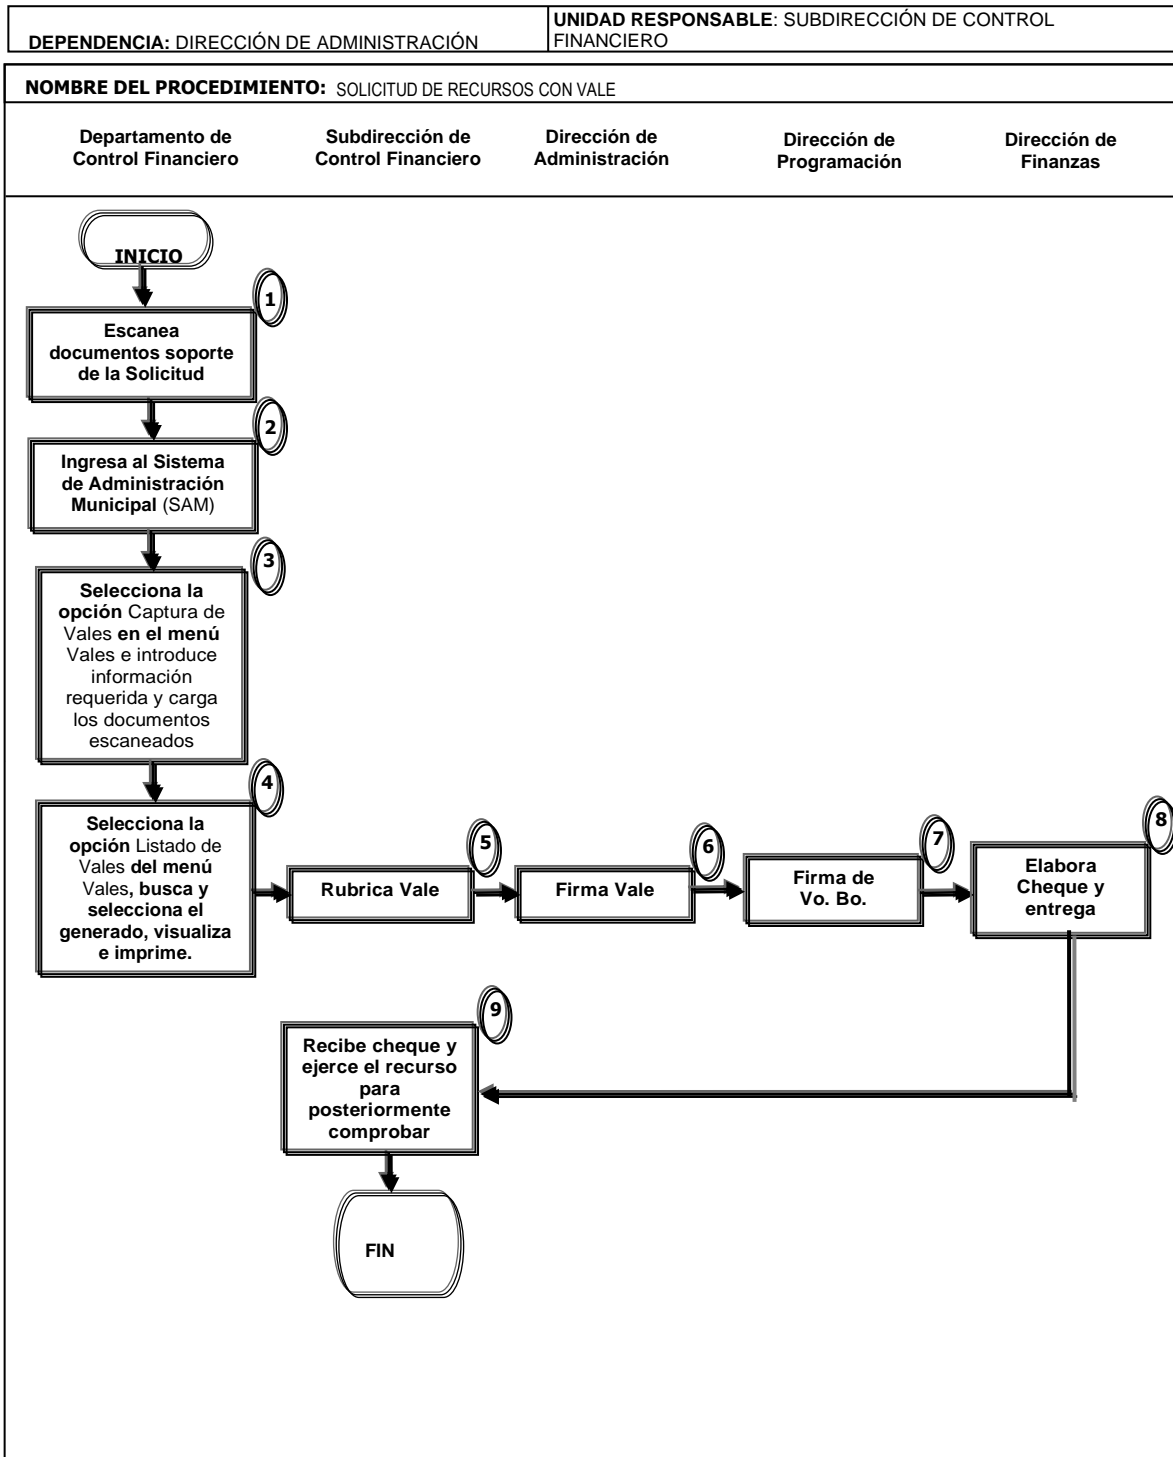 DEPENDENCIA: DIRECCIÓN DE ADMINISTRACIÓN
UNIDAD RESPONSABLE: SUBDIRECCIÓN DE CONTROL
FINANCIERO
NOMBRE DEL PROCEDIMIENTO: SOLICITUD DE RECURSOS CON VALE
Departamento de
Control Financiero
Subdirección de
Control Financiero
Dirección de
Administración
Dirección de
Programación
Dirección de
Finanzas
INICIO
1
Escanea
documentos soporte
de la Solicitud
2
Ingresa al Sistema
de Administración
Municipal (SAM)
3
Selecciona la
opción Captura de
Vales en el menú
Vales e introduce
información
requerida y carga
los documentos
escaneados
4
Selecciona la
opción Listado de
Vales del menú
Vales, busca y
selecciona el
generado, visualiza
e imprime.
5
Rubrica Vale
6
Firma Vale
7
Firma de
Vo. Bo.
8
Elabora
Cheque y
entrega
9
Recibe cheque y
ejerce el recurso
para
posteriormente
comprobar
FIN